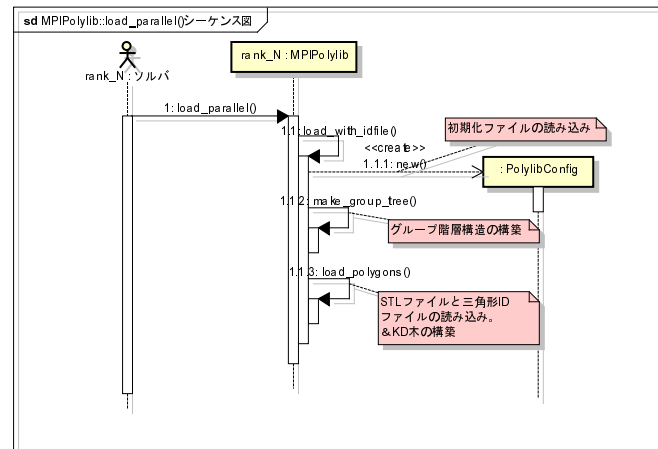 sd MPIPolylib::load_parallel()シーケンス図
rank_N : ソルバ
rank_N : MPIPolylib
1: load_parallel()
1.1: load_with_idfile()
初期化ファイルの読み込み
<<create>>
1.1.1: new()
: PolylibConfig
1.1.2: make_group_tree()
グループ階層構造の構築
1.1.3: load_polygons()
STLファイルと三角形ID
ファイルの読み込み。
&KD木の構築